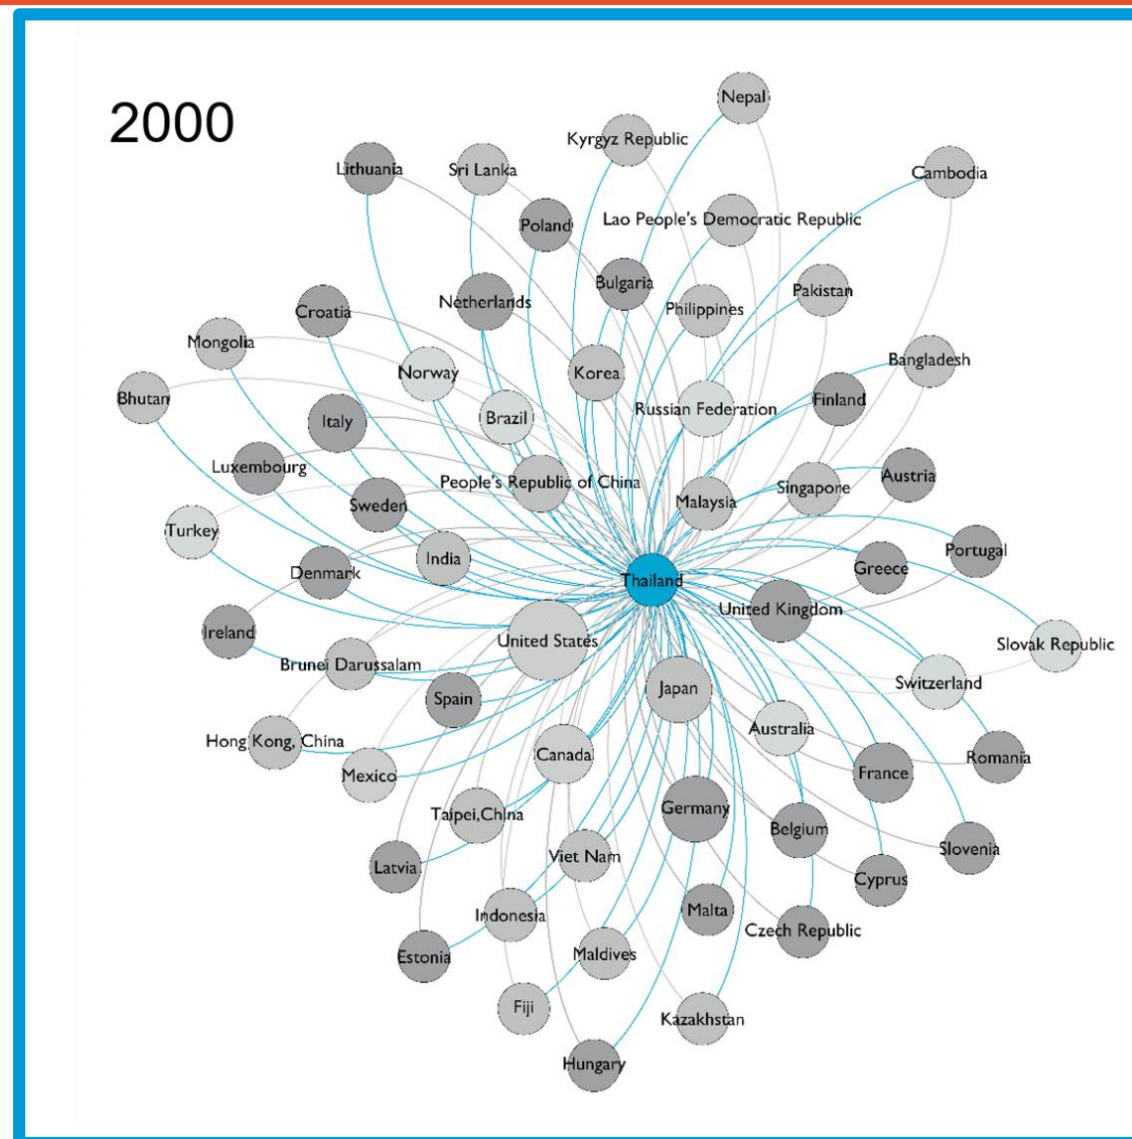 2000
Nepal
Kyrgyz Republic
Lithuania
Sri Lanka
Cambodia
Poland
Lao People's Democratic Republic
Bulgaria
Pakistan
Netherlands
Philippines
Croatia
Mongolia
Bangladesh
Norway
Korea
Bhutan
Finland
Russian Federation
Brazil
Italy
Luxembourg
People's Republic of China
Singapore
Austria
Malaysia
Sweden
Turkey
Portugal
India
Greece
Denmark
Thailand
United Kingdom
Ireland
United States
Slovak Republic
Brunei Darussalam
Switzerland
Japan
Spain
Australia
Hong Kong, China
Canada
Romania
Mexico
France
Germany
Taipei,China
Belgium
Slovenia
Viet Nam
Latvia
Cyprus
Malta
Indonesia
Czech Republic
Maldives
Estonia
Fiji
Kazakhstan
Hungary